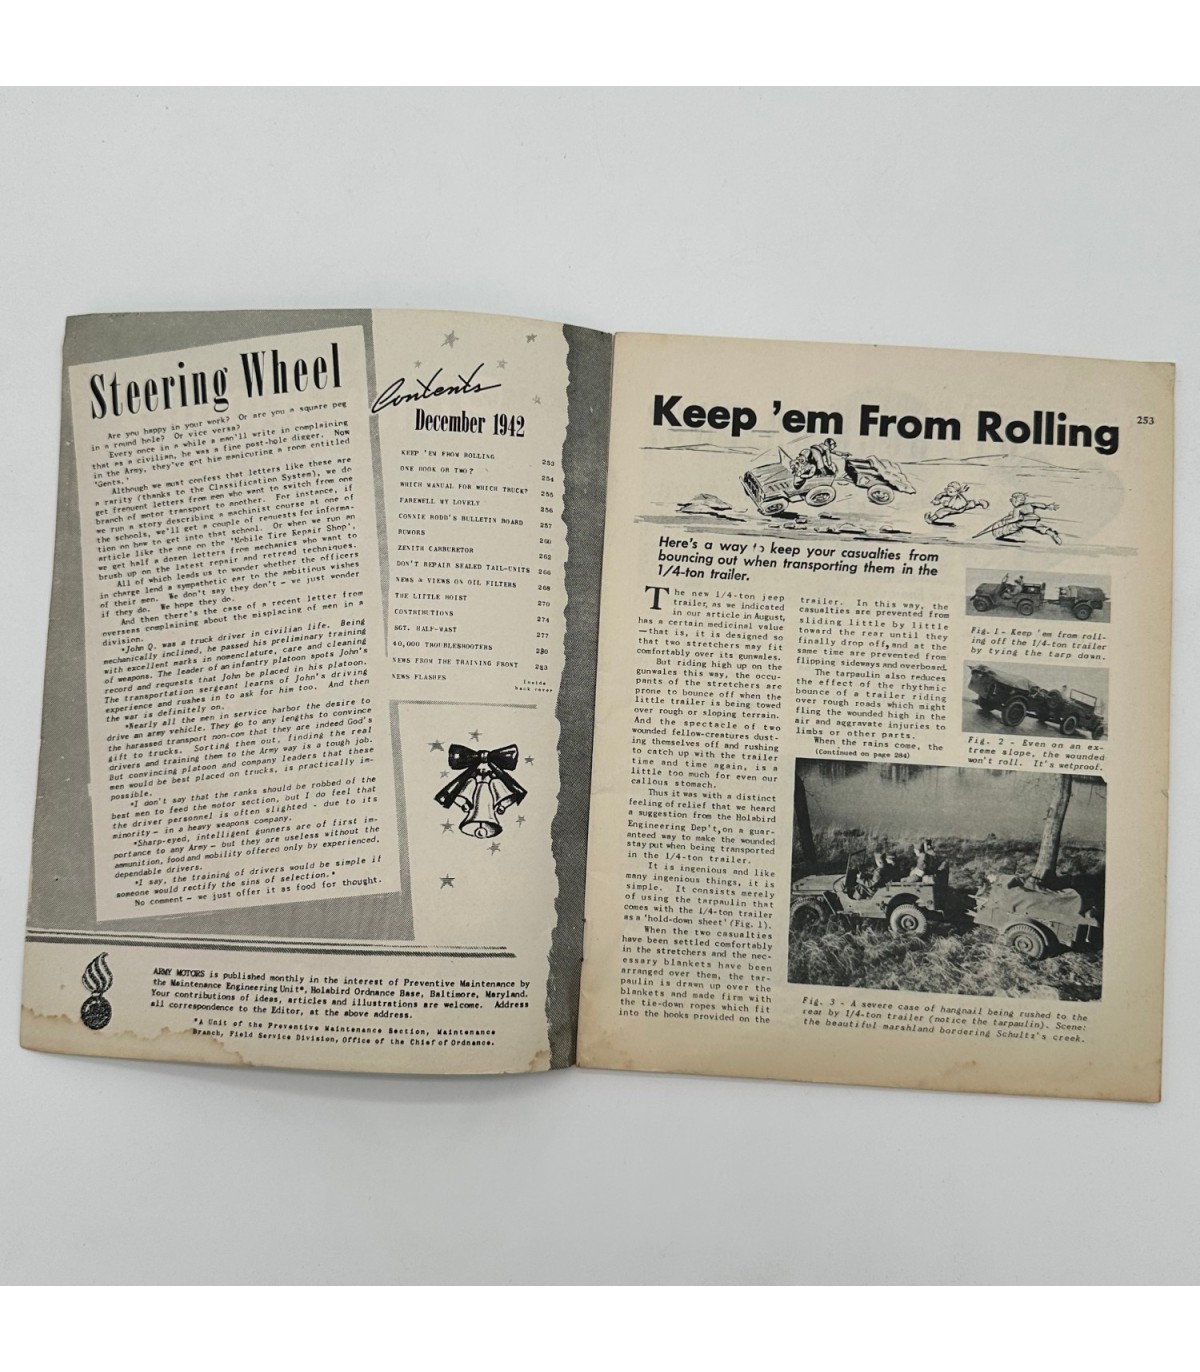 Steering Wheel
Are you happy in your work? Or are you a square peg
in a round hole? Or vice versa?
Every once in a while a man'll write in complaining
that as a civilian, he was a fine post-hole digger. Now
in the Army, they've got him manicuring a room entitled
'Gents.'
Although we must confess that letters like these are
a rarity (thanks to the Classification System), we do
get frequent letters from men who want to switch from one
branch of motor transport to another. For instance, if
we run a story describing a machinist course at one of
the schools, we'll get a couple of requests for informa-
tion on how to get into that school. Or when we run an
article like the one on the 'Mobile Tire Repair Shop',
we get half a dozen letters from mechanics who want to
brush up on the latest repair and retread techniques.
All of which leads us to wonder whether the officers
in charge lend a sympathetic ear to the ambitious wishes
of their men. We don't say they don't - we just wonder
if they do. We hope they do.
And then there's the case of a recent letter from
overseas complaining about the misplacing of men in a
division.
"John Q. was a truck driver in civilian life. Being
mechanically inclined, he passed his preliminary training
with excellent marks in nomenclature, care and cleaning
of weapons. The leader of an infantry platoon spots John's
record and requests that John be placed in his platoon.
The transportation sergeant learns of John's driving
experience and rushes in to ask for him too. And then
the war is definitely on.
"Nearly all the men in service harbor the desire to
drive an army vehicle. They go to any lengths to convince
the harassed transport non-com that they are indeed God's
gift to trucks. Sorting them out, finding the real
drivers and training them to the Army way is a tough job.
But convincing platoon and company leaders that these
men would be best placed on trucks, is practically im-
possible.
"I don't say that the ranks should be robbed of the
best men to feed the motor section, but I do feel that
the driver personnel is often slighted - due to its
minority - in a heavy weapons company.
"Sharp-eyed, intelligent gunners are of first im-
portance to any Army - but they are useless without the
ammunition, food and mobility offered only by experienced,
dependable drivers.
"I say, the training of drivers would be simple if
someone would rectify the sins of selection."
No comment - we just offer it as food for thought.
Contents
December 1942
KEEP 'EM FROM ROLLING 253
ONE HOOK OR TWO? 254
WHICH MANUAL FOR WHICH TRUCK? 255
FAREWELL MY LOVELY 256
CONNIE RODD'S BULLETIN BOARD 257
RUMORS 260
ZENITH CARBURETOR 262
DON'T REPAIR SEALED TAIL-UNITS 266
NEWS & VIEWS ON OIL FILTERS 268
THE LITTLE HOIST 270
CONTRIBUTIONS 274
SGT. HALF-MAST 277
40,000 TROUBLESHOOTERS 280
NEWS FROM THE TRAINING FRONT 283
NEWS FLASHES Inside
back cover
ARMY MOTORS is published monthly in the interest of Preventive Maintenance by
the Maintenance Engineering Unit*, Holabird Ordnance Base, Baltimore, Maryland.
Your contributions of ideas, articles and illustrations are welcome. Address
all correspondence to the Editor, at the above address.
*A Unit of the Preventive Maintenance Section, Maintenance
Branch, Field Service Division, Office of the Chief of Ordnance.
253
Keep 'em From Rolling
Here's a way to keep your casualties from
bouncing out when transporting them in the
1/4-ton trailer.
The new 1/4-ton jeep
trailer, as we indicated
in our article in August,
has a certain medicinal value
—that is, it is designed so
that two stretchers may fit
comfortably over its gunwales.
But riding high up on the
gunwales this way, the occu-
pants of the stretchers are
prone to bounce off when the
little trailer is being towed
over rough or sloping terrain.
And the spectacle of two
wounded fellow-creatures dust-
ing themselves off and rushing
to catch up with the trailer
time and time again, is a
little too much for even our
callous stomach.
Thus it was with a distinct
feeling of relief that we heard
a suggestion from the Holabird
Engineering Dep't, on a guar-
anteed way to make the wounded
stay put when being transported
in the 1/4-ton trailer.
It is ingenious and like
many ingenious things, it is
simple. It consists merely
of using the tarpaulin that
comes with the 1/4-ton trailer
as a 'hold-down sheet' (Fig. 1).
When the two casualties
have been settled comfortably
in the stretchers and the nec-
essary blankets have been
arranged over them, the tar-
paulin is drawn up over the
blankets and made firm with
the tie-down ropes which fit
into the hooks provided on the
trailer. In this way, the
casualties are prevented from
sliding little by little
toward the rear until they
finally drop off, and at the
same time are prevented from
flipping sideways and overboard.
The tarpaulin also reduces
the effect of the rhythmic
bounce of a trailer riding
over rough roads which might
fling the wounded high in the
air and aggravate injuries to
limbs or other parts.
When the rains come, the
(Continued on page 284)
Fig. 1 - Keep 'em from roll-
ing off the 1/4-ton trailer
by tying the tarp down.
Fig. 2 - Even on an ex-
treme slope, the wounded
won't roll. It's wetproof.
Fig. 3 - A severe case of hangnail being rushed to the
rear by 1/4-ton trailer (notice the tarpaulin). Scene:
the beautiful marshland bordering Schultz's creek.